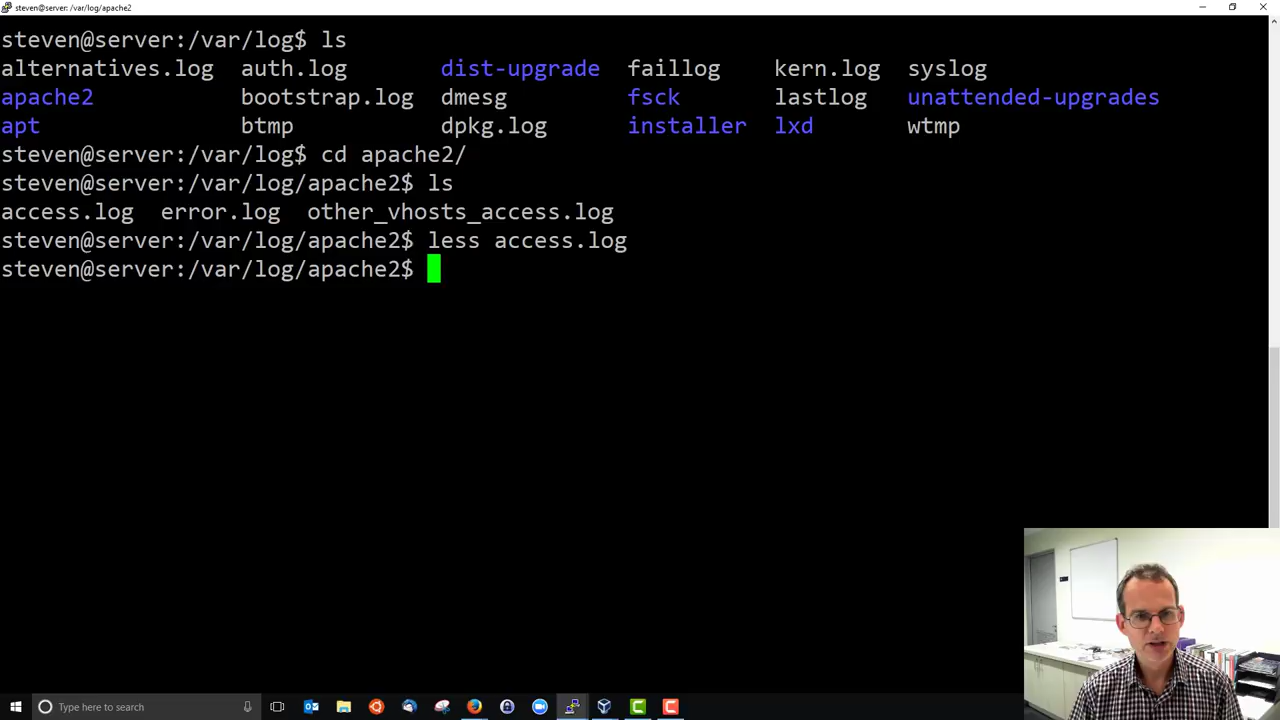 steven@server: /var/log/apache2
steven@server:/var/log$ ls
alternatives.log auth.log dist-upgrade faillog kern.log syslog
apache2 bootstrap.log dmesg fsck lastlog unattended-upgrades
apt btmp dpkg.log installer lxd wtmp
steven@server:/var/log$ cd apache2/
steven@server:/var/log/apache2$ ls
access.log error.log other_vhosts_access.log
steven@server:/var/log/apache2$ less access.log
steven@server:/var/log/apache2$
Type here to search